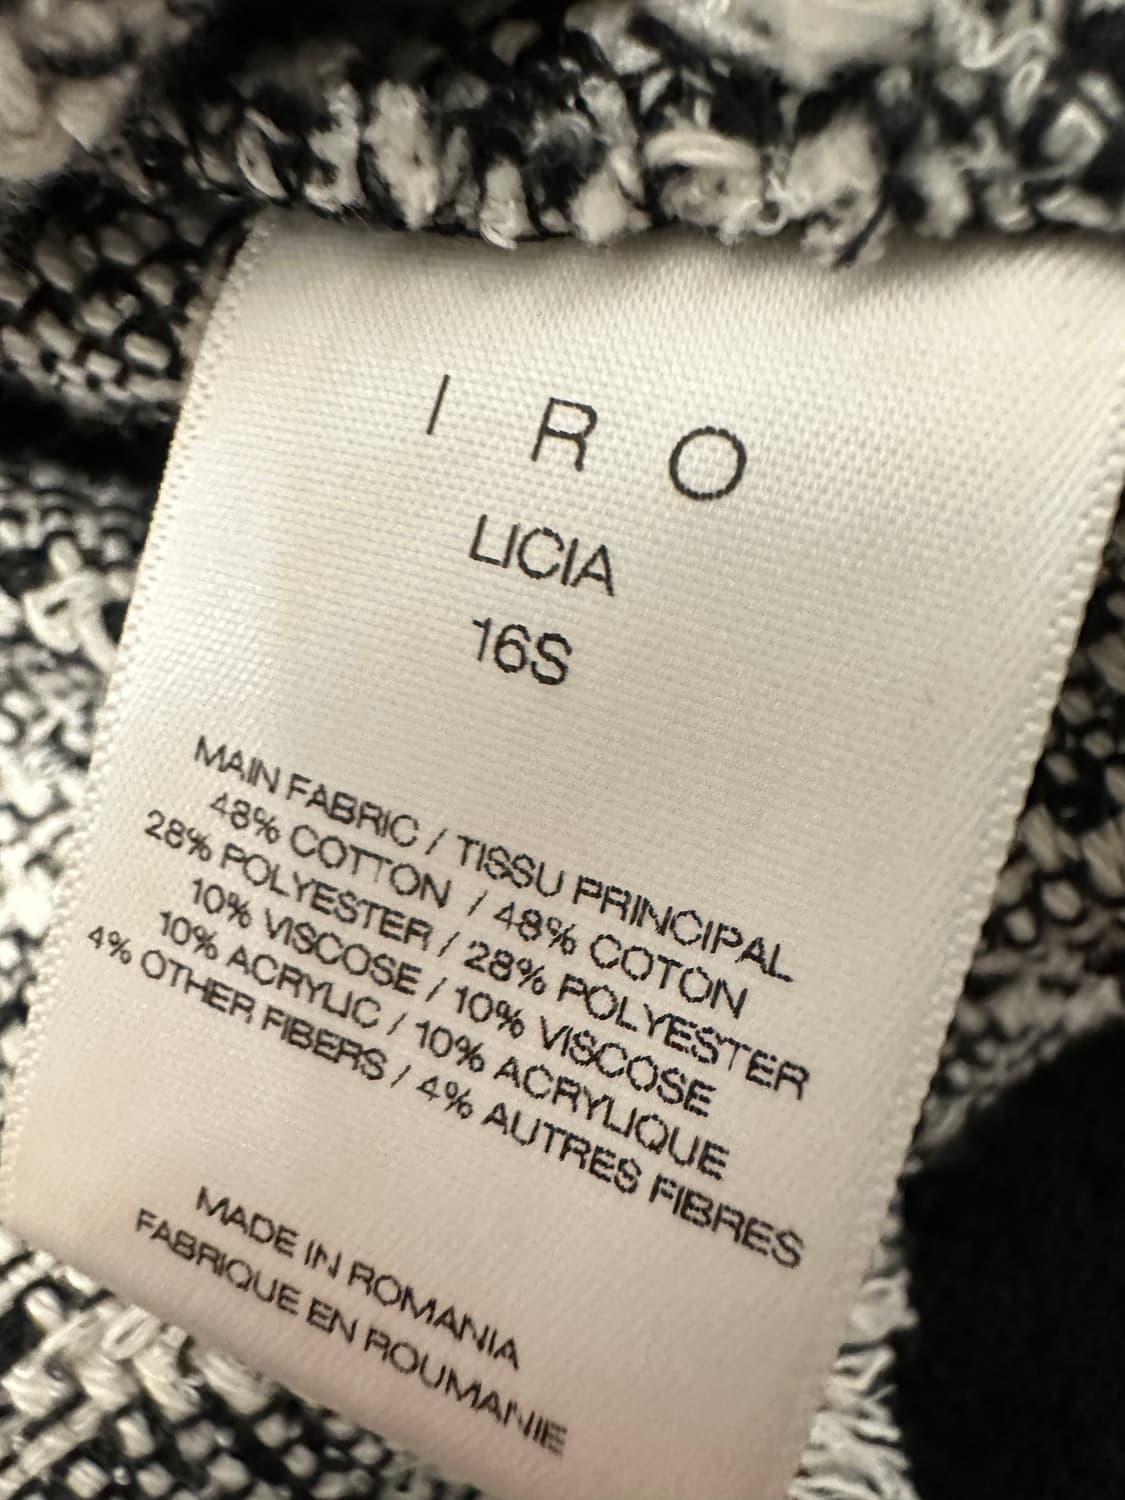 IRO
LICIA
16S
MAIN FABRIC / TISSU PRINCIPAL
48% COTTON / 48% COTON
28% POLYESTER / 28% POLYESTER
10% VISCOSE / 10% VISCOSE
10% ACRYLIC / 10% ACRYLIQUE
4% OTHER FIBERS / 4% AUTRES FIBRES
MADE IN ROMANIA
FABRIQUE EN ROUMANIE